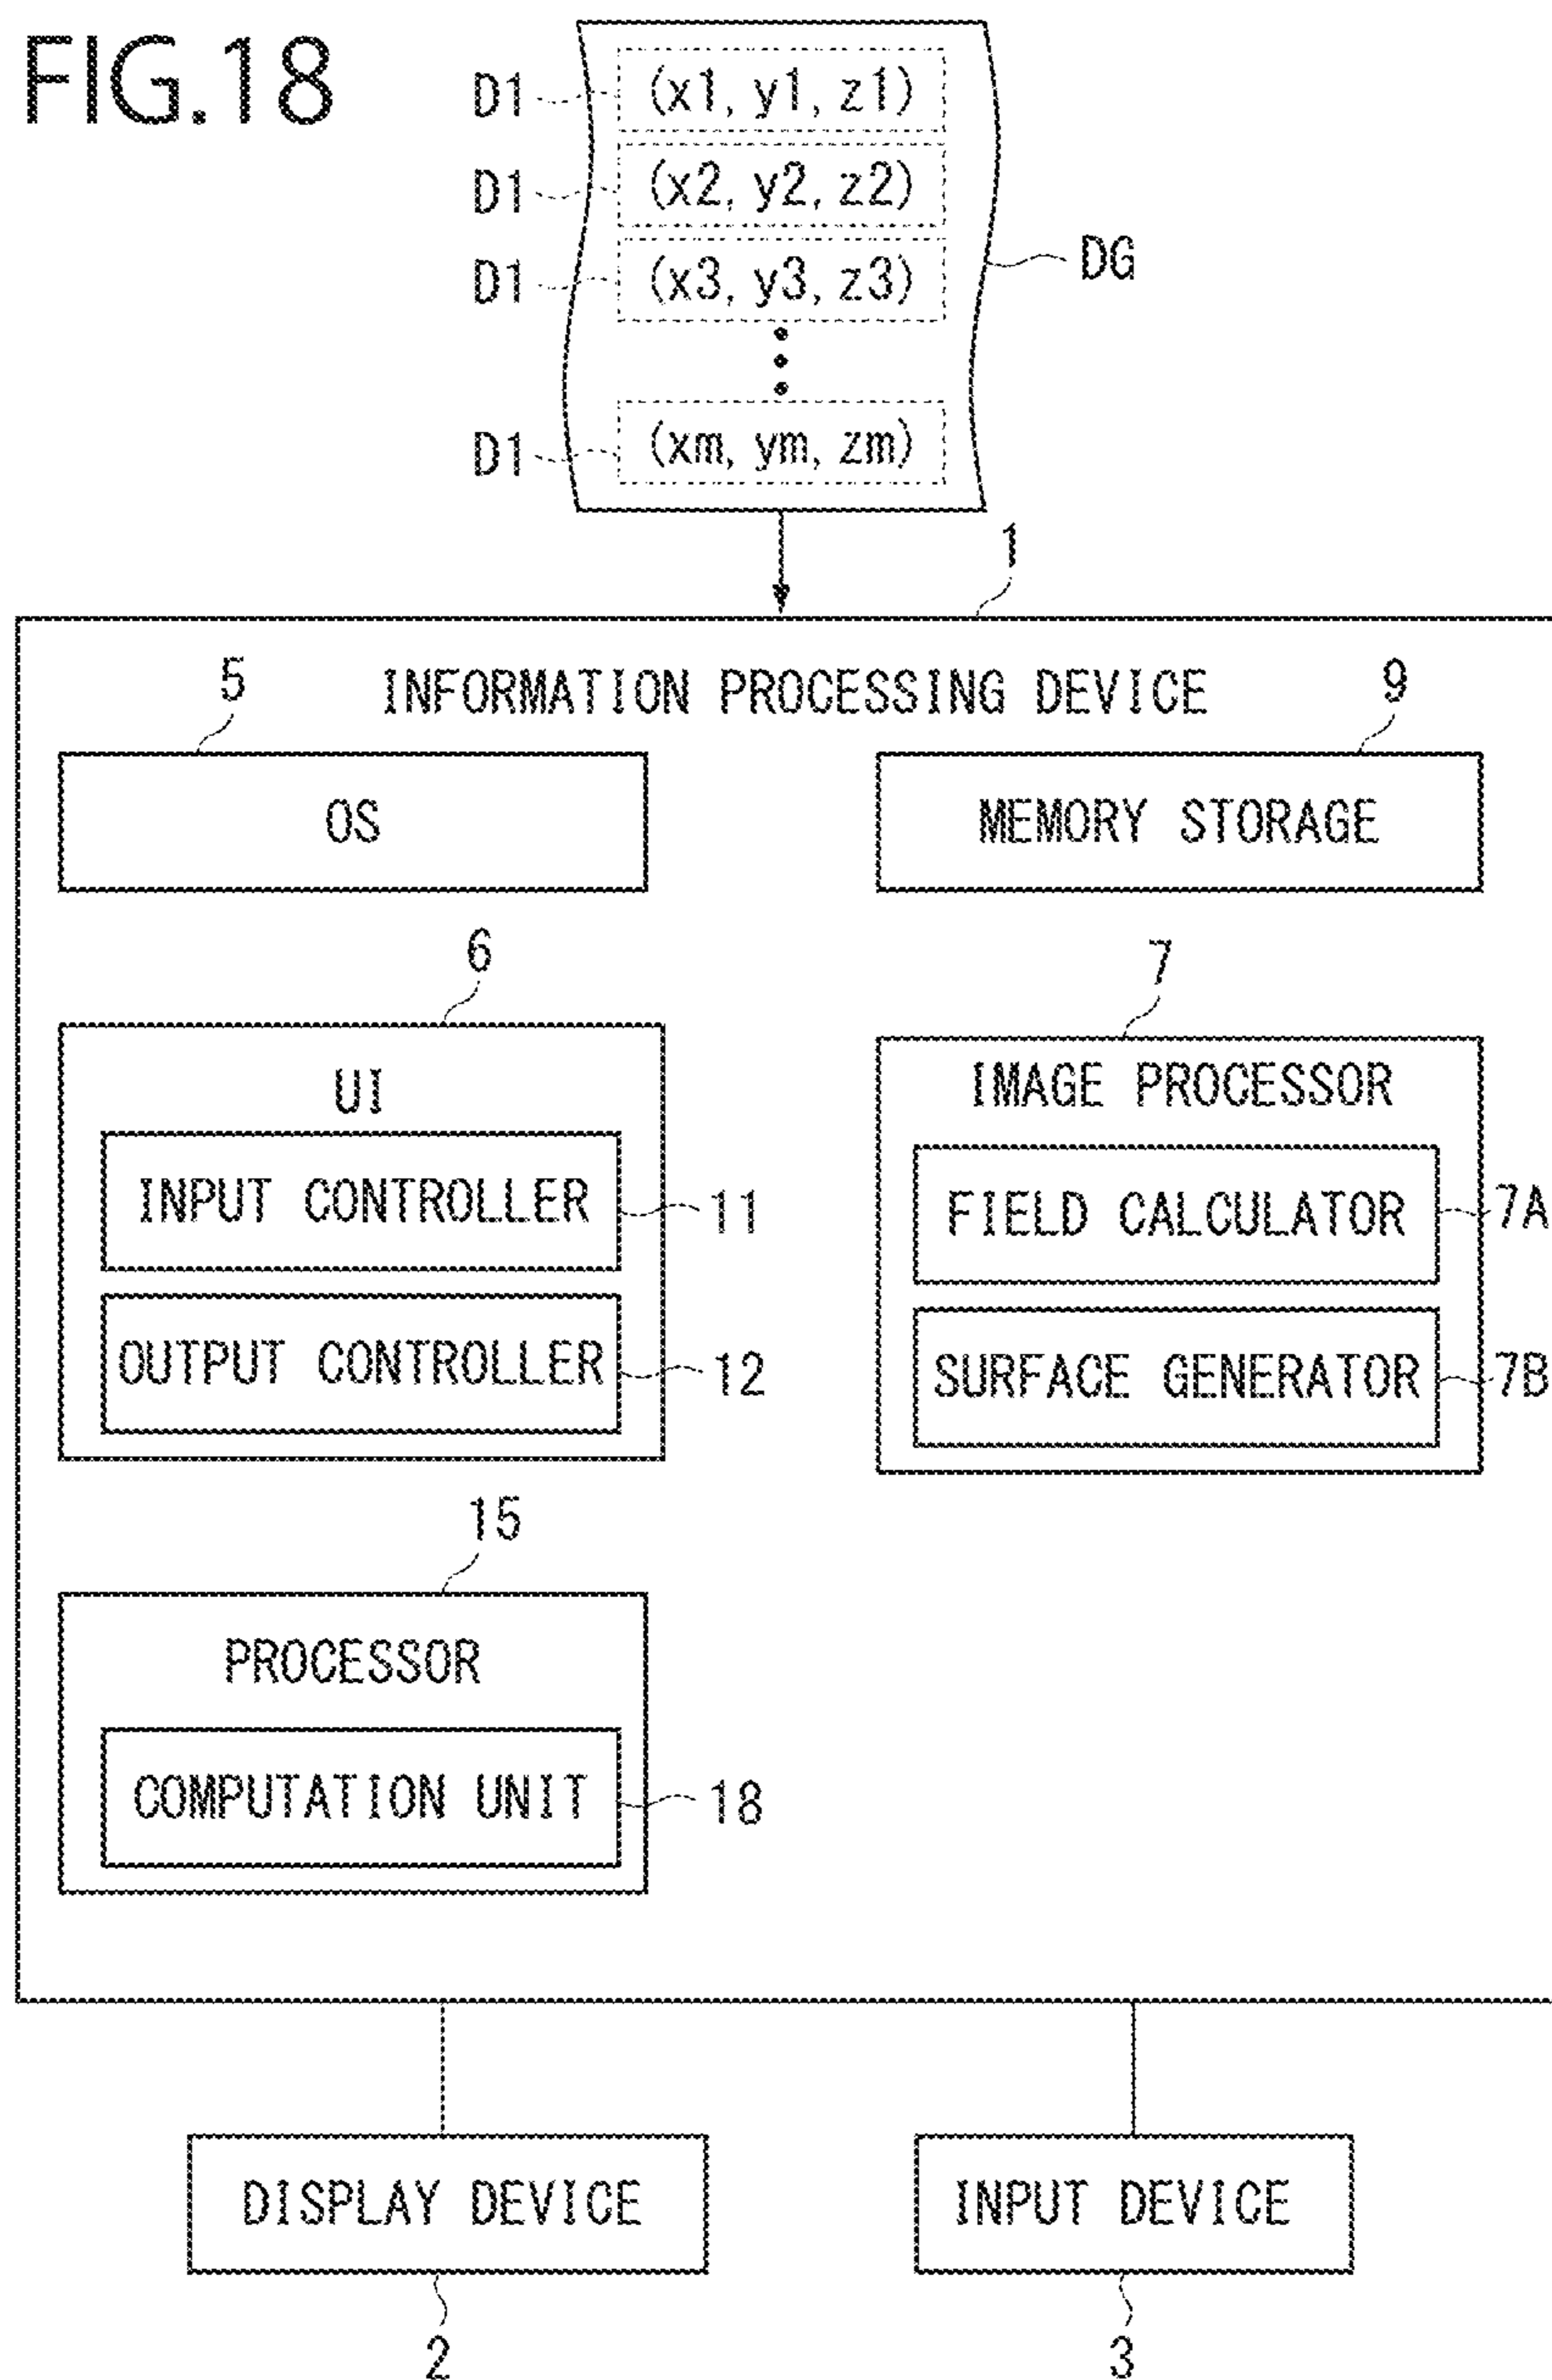 FIG.18
D1 (x1, y1, z1)
D1 (x2, y2, z2)
D1 (x3, y3, z3)
DG
D1 (xm, ym, zm)
1
INFORMATION PROCESSING DEVICE
5
9
OS
MEMORY STORAGE
6
7
UI
IMAGE PROCESSOR
INPUT CONTROLLER 11
FIELD CALCULATOR 7A
OUTPUT CONTROLLER 12
SURFACE GENERATOR 7B
15
PROCESSOR
COMPUTATION UNIT 18
DISPLAY DEVICE
INPUT DEVICE
2
3